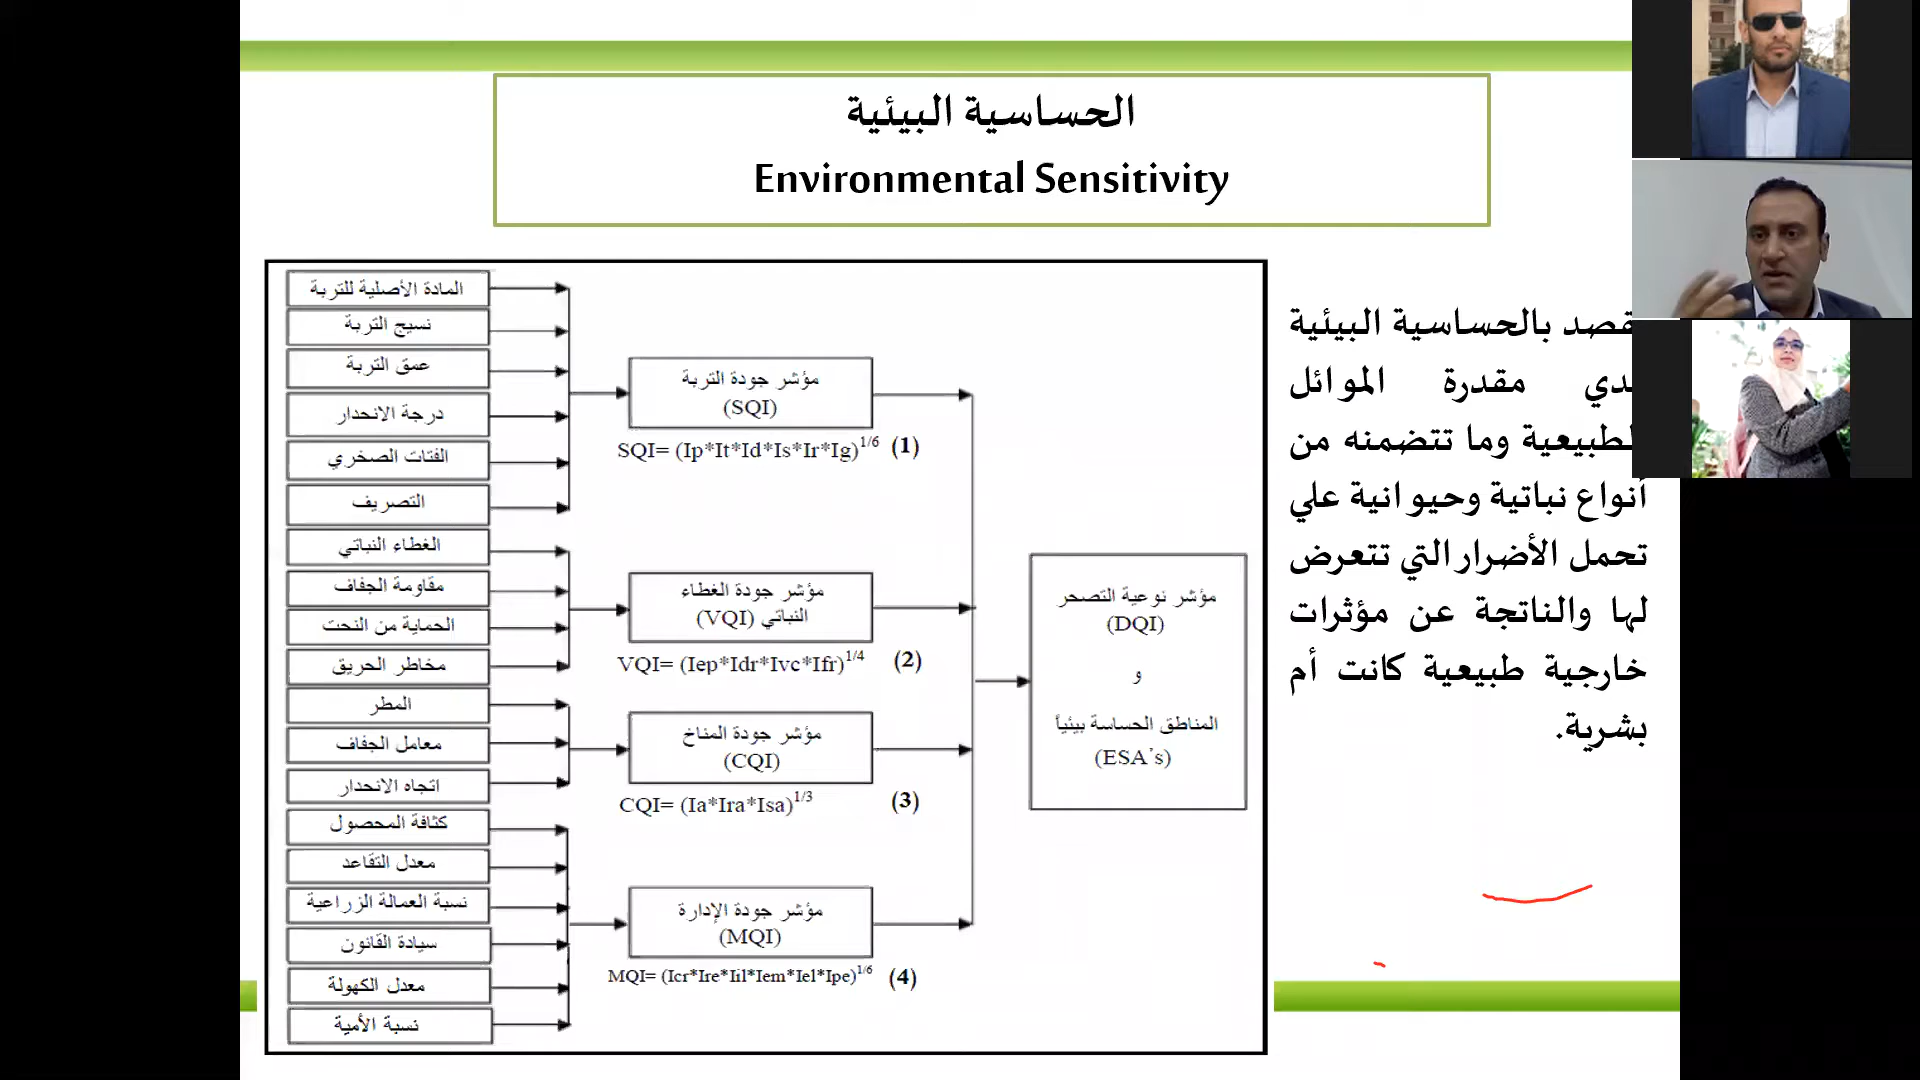 الحساسية البيئية
Environmental Sensitivity
المادة الأصلية للتربة
نسيج التربة
عمق التربة
درجة الانحدار
الفتات الصخري
التصريف
الغطاء النباتي
مقاومة الجفاف
الحماية من النحت
مخاطر الحريق
المطر
معامل الجفاف
اتجاه الانحدار
كثافة المحصول
معدل التقاعد
نسبة العمالة الزراعية
سيادة القانون
معدل الكهولة
نسبة الأمية
مؤشر جودة التربة
(SQI)
SQI= (Ip*It*Id*Is*Ir*Ig)^1/6 (1)
مؤشر جودة الغطاء
النباتي (VQI)
VQI= (Iep*Idr*Ivc*Ifr)^1/4 (2)
مؤشر جودة المناخ
(CQI)
CQI= (Ia*Ira*Isa)^1/3 (3)
مؤشر جودة الإدارة
(MQI)
MQI= (Icr*Ire*Iil*Iem*Iel*Ipe)^1/6 (4)
مؤشر نوعية التصحر
(DQI)
و
المناطق الحساسة بيئياً
(ESA's)
بالحساسية البيئية
مقدرة الموائل
وما تتضمنه من
أنواع نباتية وحيوانية علي
تحمل الأضرار التي تتعرض
لها والناتجة عن مؤثرات
خارجية طبيعية كانت أم
بشرية.